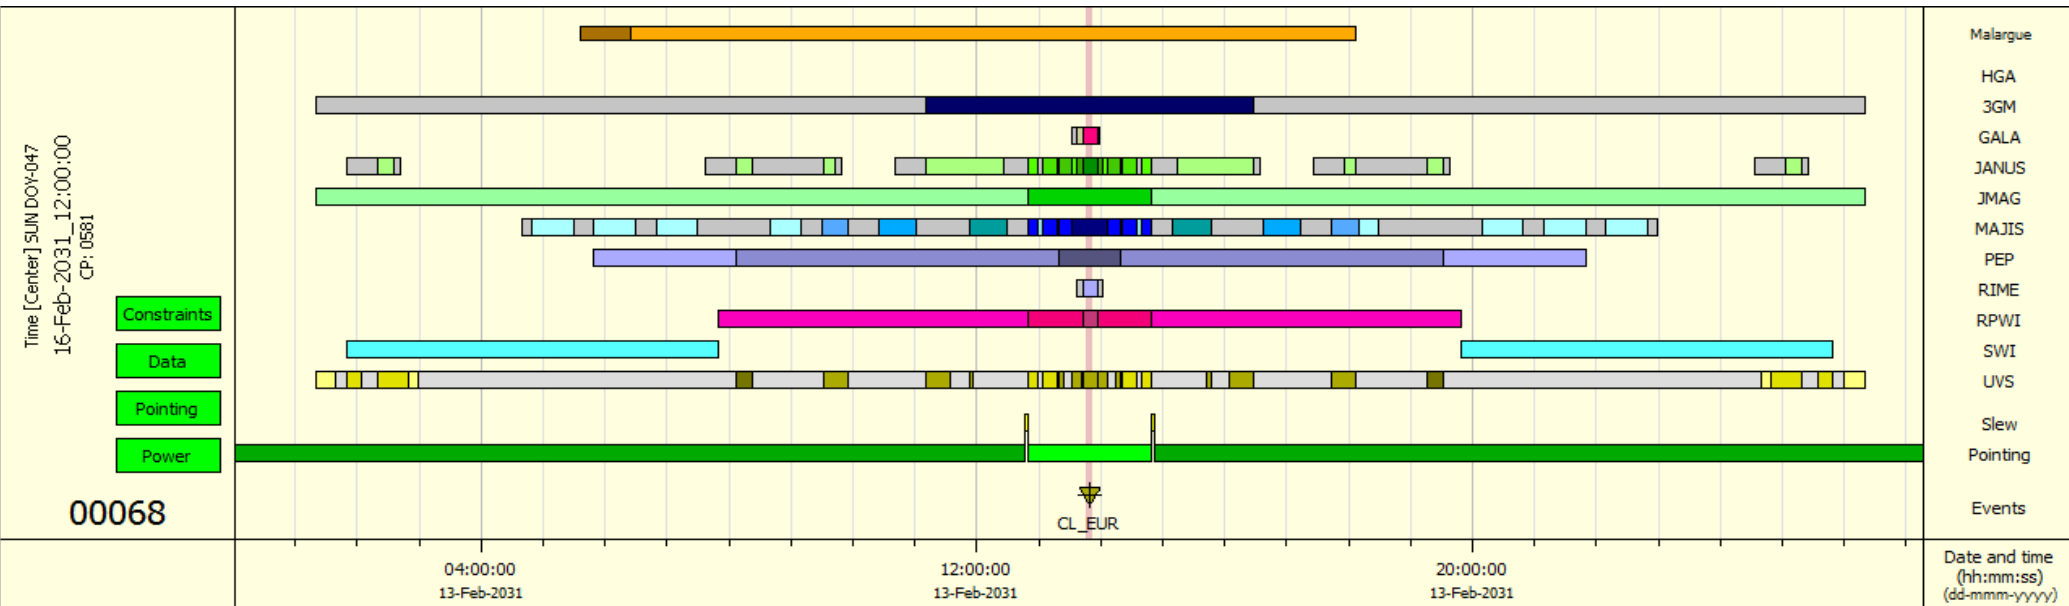 Time [Center] SUN DOY-047
16-Feb-2031_12:00:00
CP: 0581
Constraints
Data
Pointing
Power
00068
Malargue
HGA
3GM
GALA
JANUS
JMAG
MAJIS
PEP
RIME
RPWI
SWI
UVS
Slew
Pointing
Events
CL_EUR
04:00:00
13-Feb-2031
12:00:00
13-Feb-2031
20:00:00
13-Feb-2031
Date and time
(hh:mm:ss)
(dd-mmm-yyyy)